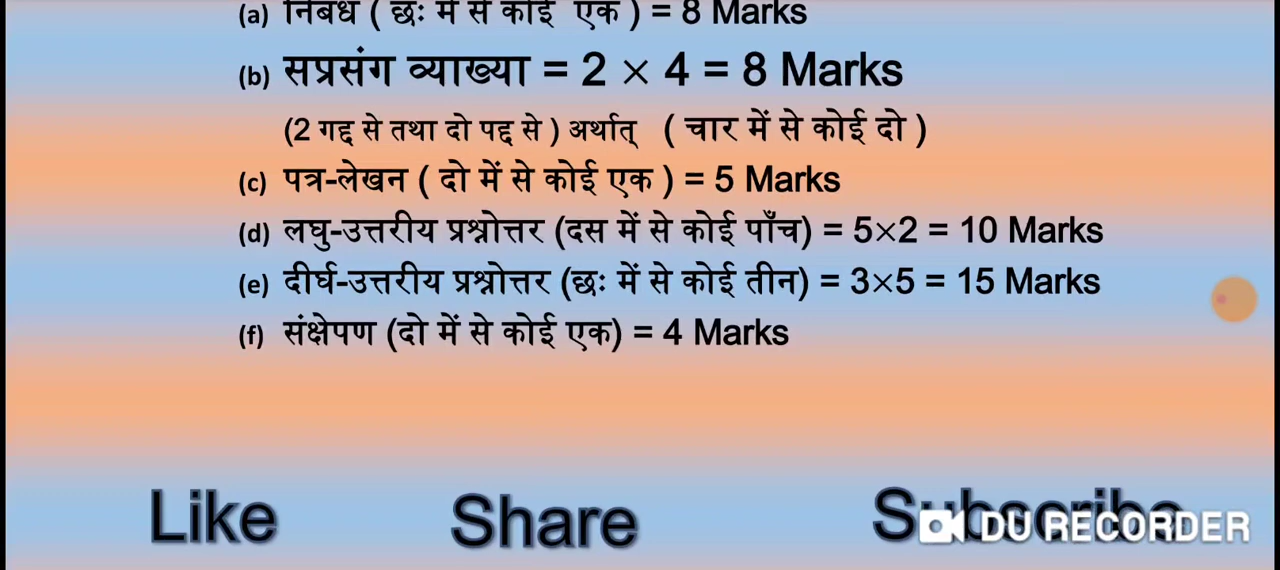 (a) निबंध ( छः में से कोई एक ) = 8 Marks
(b) सप्रसंग व्याख्या = 2 × 4 = 8 Marks
(2 गद्द से तथा दो पद्द से ) अर्थात् ( चार में से कोई दो )
(c) पत्र-लेखन ( दो में से कोई एक ) = 5 Marks
(d) लघु-उत्तरीय प्रश्नोत्तर (दस में से कोई पाँच) = 5×2 = 10 Marks
(e) दीर्घ-उत्तरीय प्रश्नोत्तर (छः में से कोई तीन) = 3×5 = 15 Marks
(f) संक्षेपण (दो में से कोई एक) = 4 Marks
Like Share Subscribe
DU RECORDER